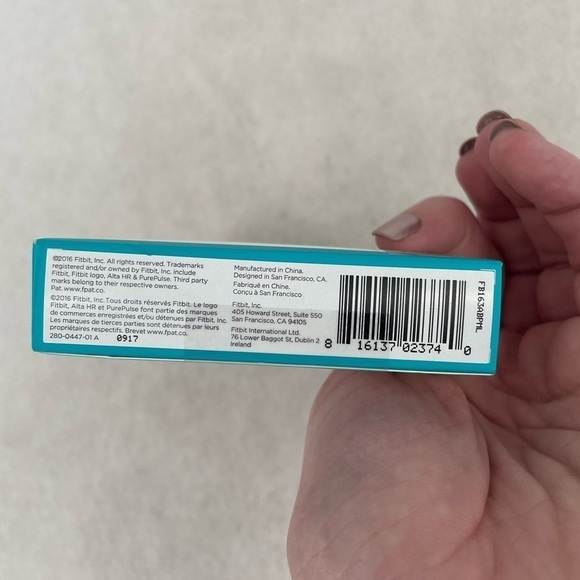 ©2016 Fitbit, Inc. All rights reserved. Trademarks
registered and/or owned by Fitbit, Inc. include
Fitbit, Fitbit logo, Alta HR & PurePulse. Third party
marks belong to their respective owners.
Pat. www.fpat.co.
©2016 Fitbit, Inc. Tous droits réservés Fitbit. Le logo
Fitbit, Alta HR et PurePulse font partie des marques
de commerces enregistrées et/ou détenues par Fitbit, Inc.
Les marques de tierces parties sont détenues par leurs
propriétaires respectifs. Brevet www.fpat.co.
280-0447-01 A 0917
Manufactured in China.
Designed in San Francisco, CA.
Fabriqué en Chine.
Conçu à San Francisco
Fitbit, Inc.
405 Howard Street, Suite 550
San Francisco, CA 94105
Fitbit International Ltd.
76 Lower Baggot St, Dublin 2
Ireland
8 16137 02374 0
FB163ABPML